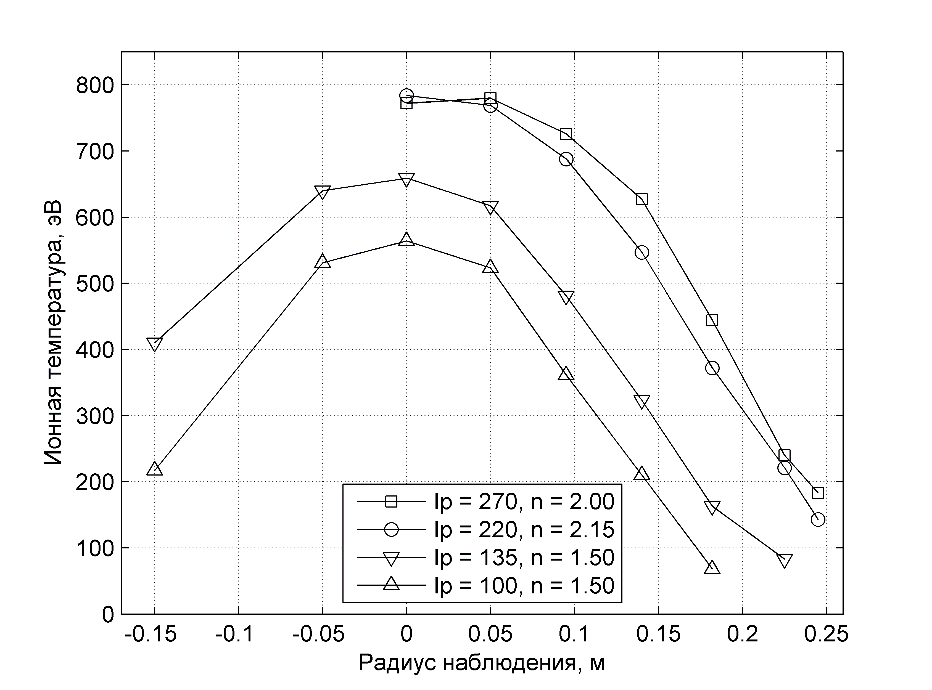 800
700
600
500
400
300
200
100
0
Ионная температура, эВ
Ip = 270, n = 2.00
Ip = 220, n = 2.15
Ip = 135, n = 1.50
Ip = 100, n = 1.50
-0.15 -0.1 -0.05 0 0.05 0.1 0.15 0.2 0.25
Радиус наблюдения, м